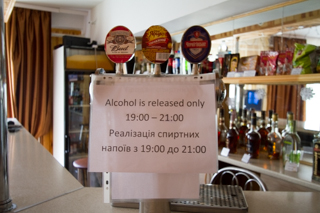 Alcohol is released only
19:00 – 21:00
Реалізація спиртних
напоїв з 19:00 до 21:00